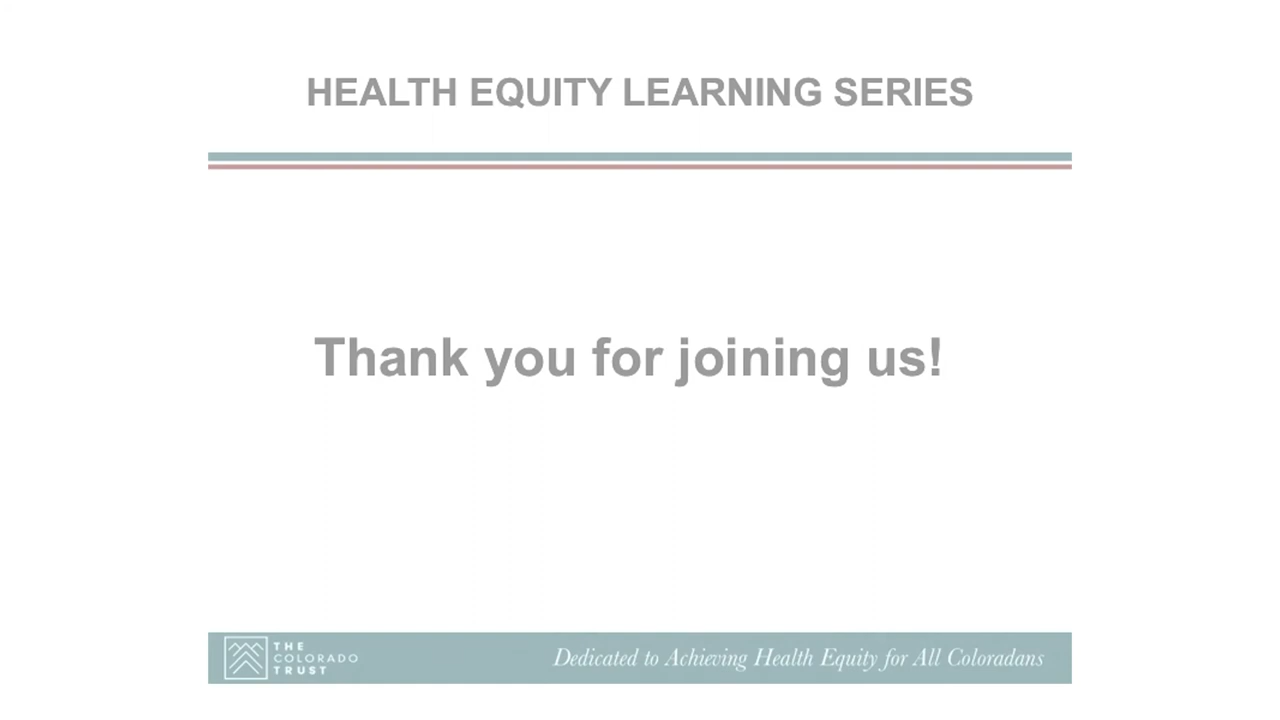 HEALTH EQUITY LEARNING SERIES
Thank you for joining us!
THE
COLORADO
TRUST
Dedicated to Achieving Health Equity for All Coloradans